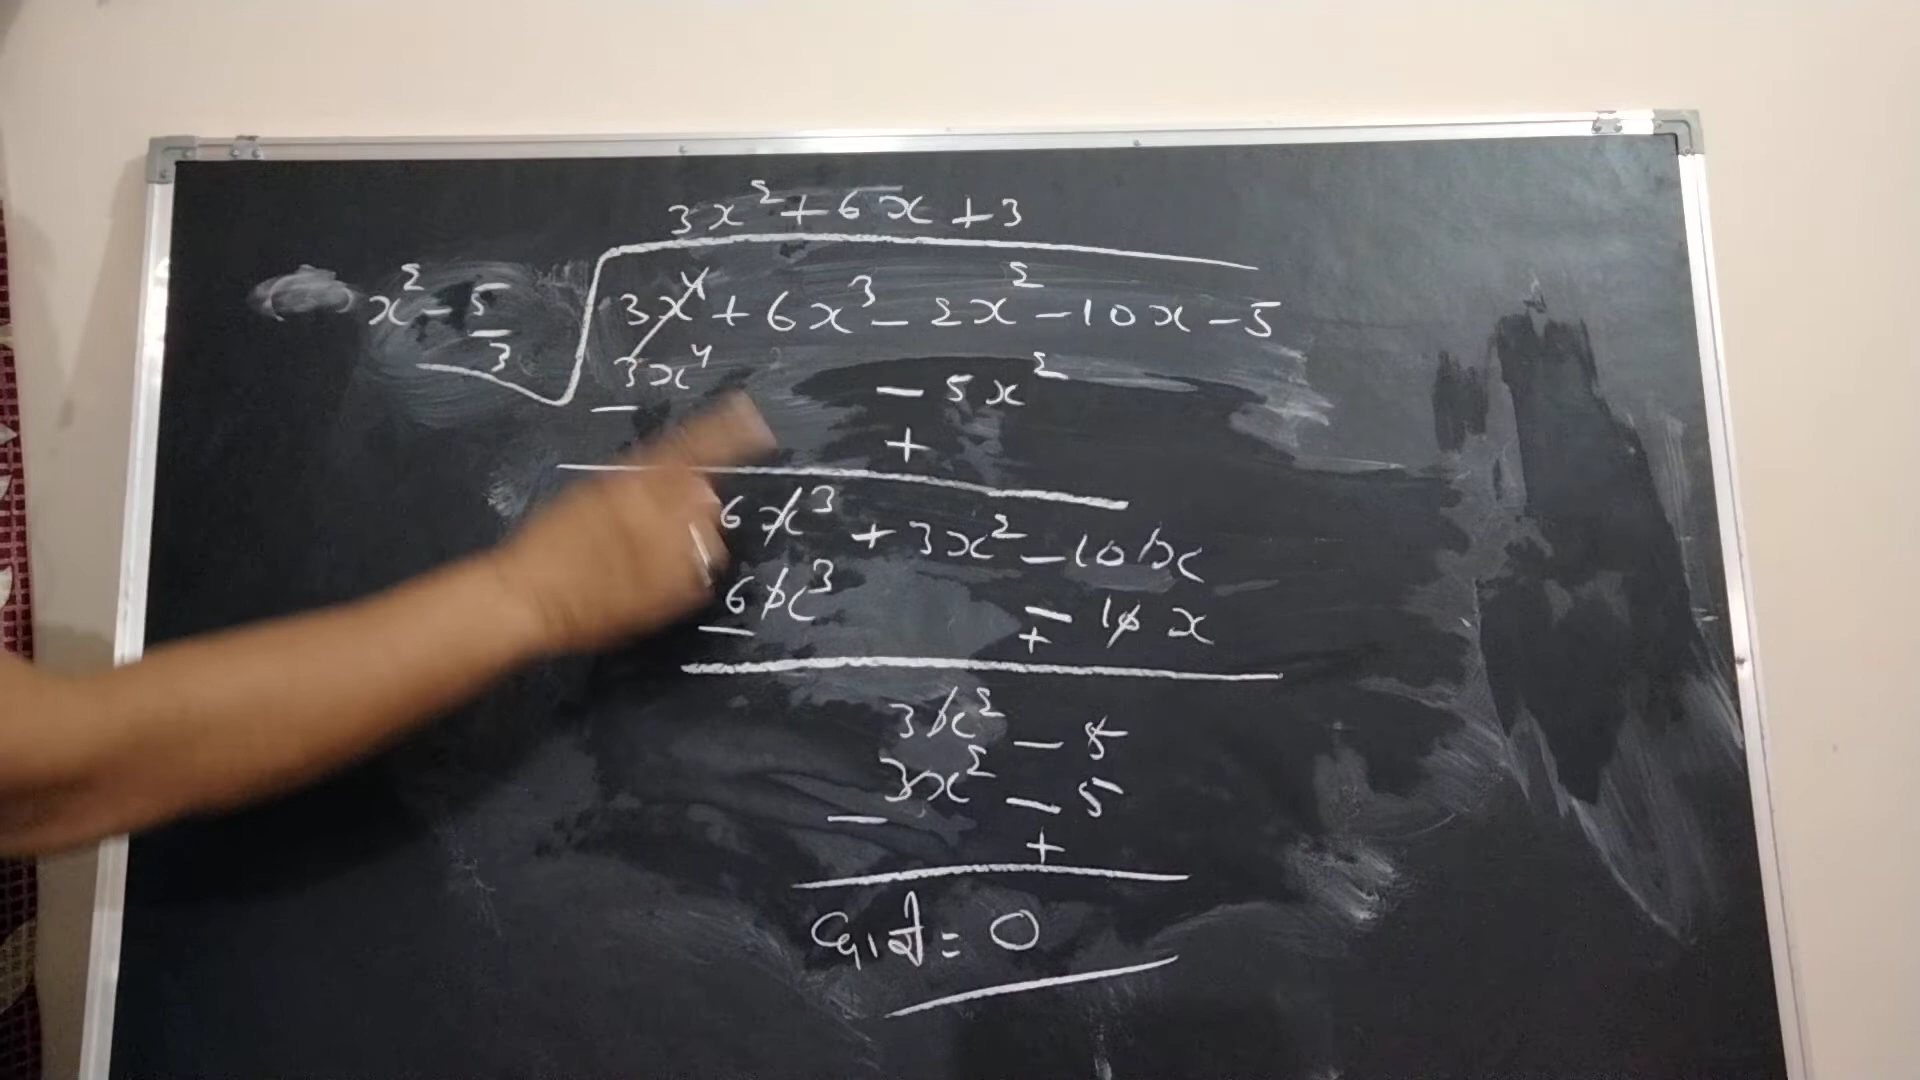 3x² + 6x + 3
x² - 5/3 3x⁴ + 6x³ - 2x² - 10x - 5
3x⁴ - 5x²
- +
6x³ + 3x² - 10x
6x³ - 10x
- +
3x² - 5
3x² - 5
- +
= 0